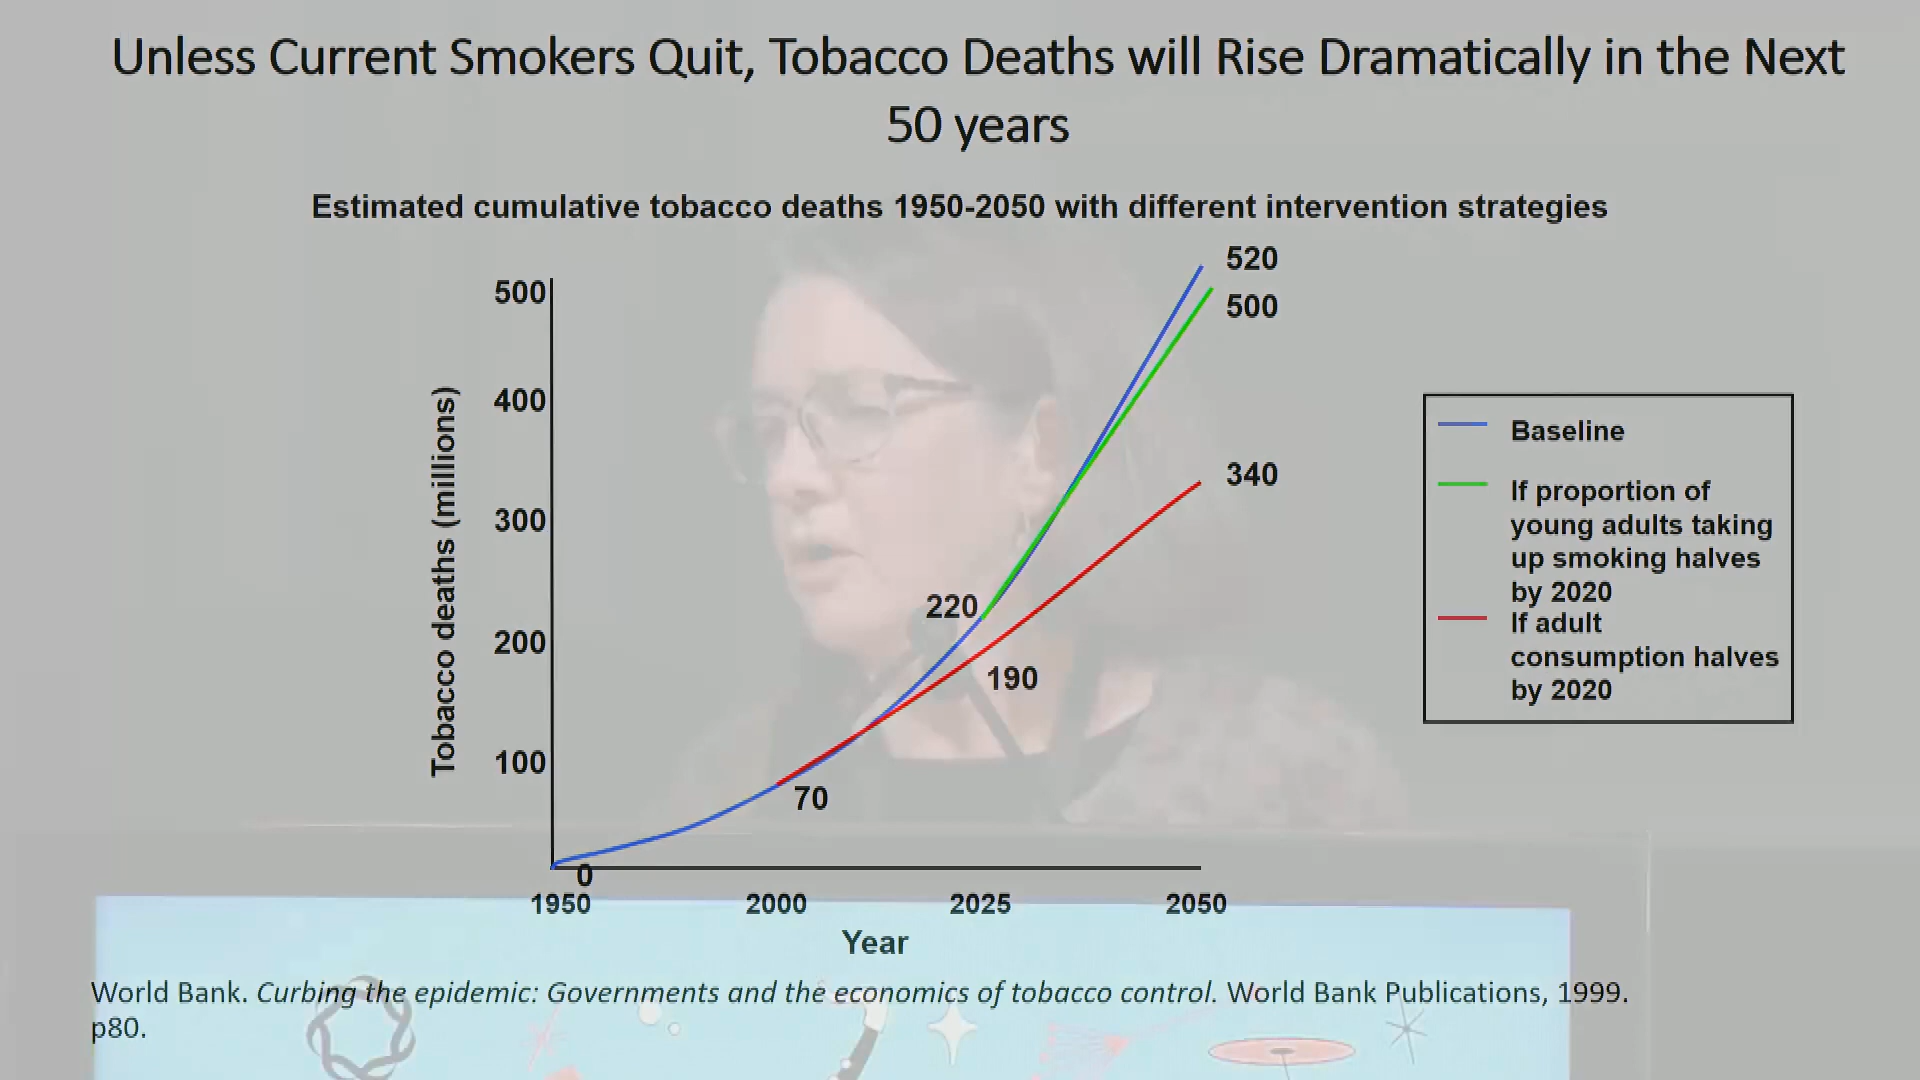 Unless Current Smokers Quit, Tobacco Deaths will Rise Dramatically in the Next
50 years
Estimated cumulative tobacco deaths 1950-2050 with different intervention strategies
520
500
500
400
340
300
220
200
190
100
70
0
Tobacco deaths (millions)
1950
2000
2025
2050
Year
Baseline
If proportion of
young adults taking
up smoking halves
by 2020
If adult
consumption halves
by 2020
World Bank. Curbing the epidemic: Governments and the economics of tobacco control. World Bank Publications, 1999.
p80.